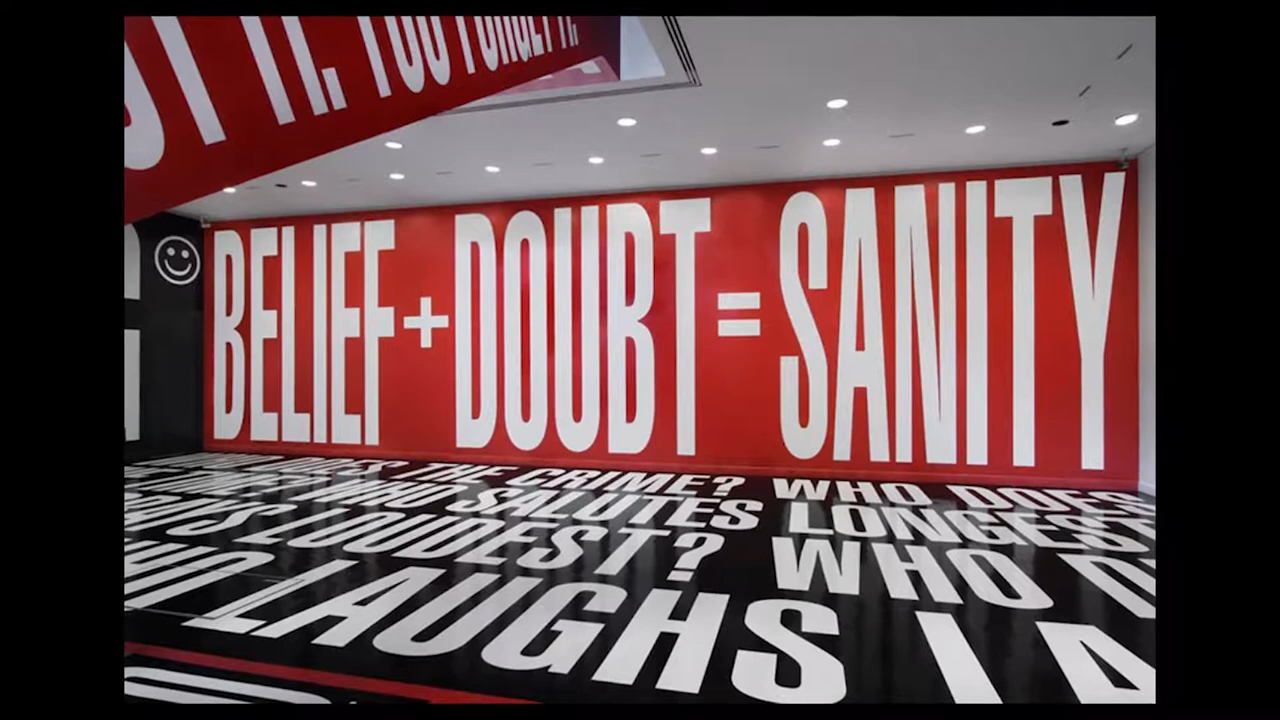 IT. YOU FORGET IT.
BELIEF + DOUBT = SANITY
THE CRIME? WHO DOES
WHO SALUTES LONGEST
LOUDEST? WHO
LAUGHS